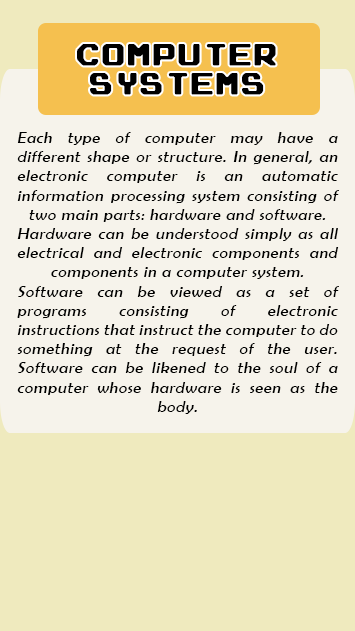 COMPUTER
SYSTEMS
Each type of computer may have a
different shape or structure. In general, an
electronic computer is an automatic
information processing system consisting of
two main parts: hardware and software.
Hardware can be understood simply as all
electrical and electronic components and
components in a computer system.
Software can be viewed as a set of
programs consisting of electronic
instructions that instruct the computer to do
something at the request of the user.
Software can be likened to the soul of a
computer whose hardware is seen as the
body.